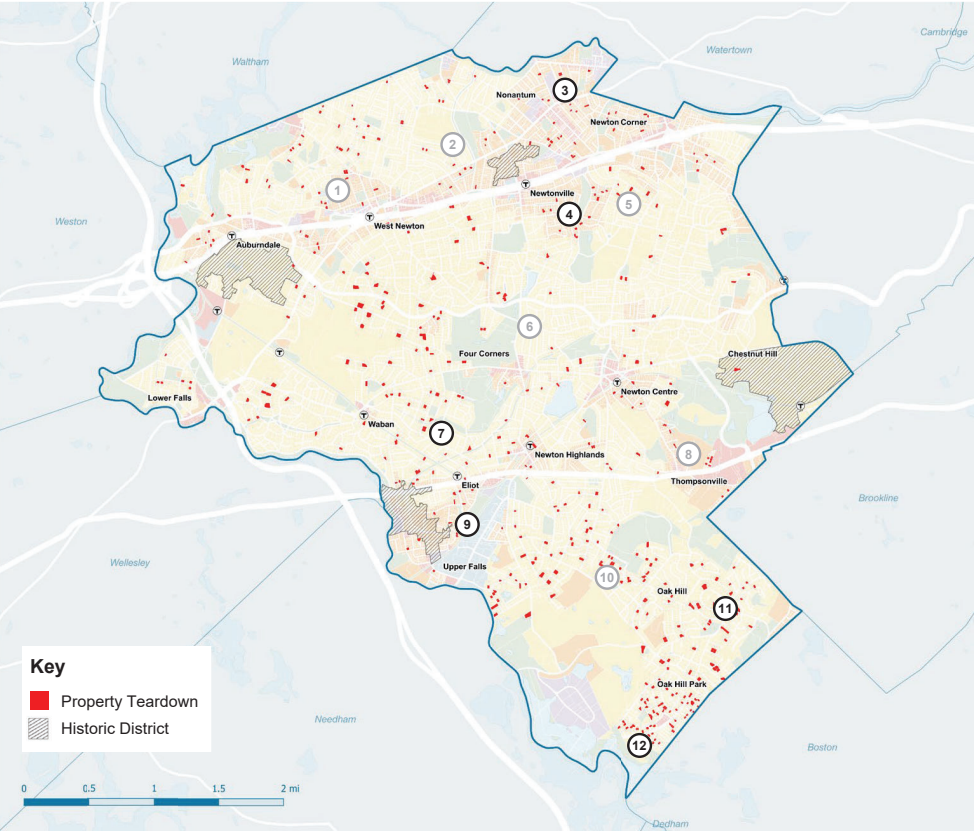 Cambridge
Watertown
Waltham
Nonantum
3
Newton Corner
2
1
Newtonville
5
4
Weston
West Newton
T
T
T
Auburndale
T
T
6
T
Four Corners
Chestnut Hill
T
Newton Centre
Lower Falls
T
T
Waban
7
T
Newton Highlands
8
Thompsonville
T
Eliot
Brookline
9
Wellesley
Upper Falls
10
Oak Hill
11
Key
Property Teardown
Historic District
Oak Hill Park
Needham
12
Boston
0 0.5 1 1.5 2 mi
Dedham